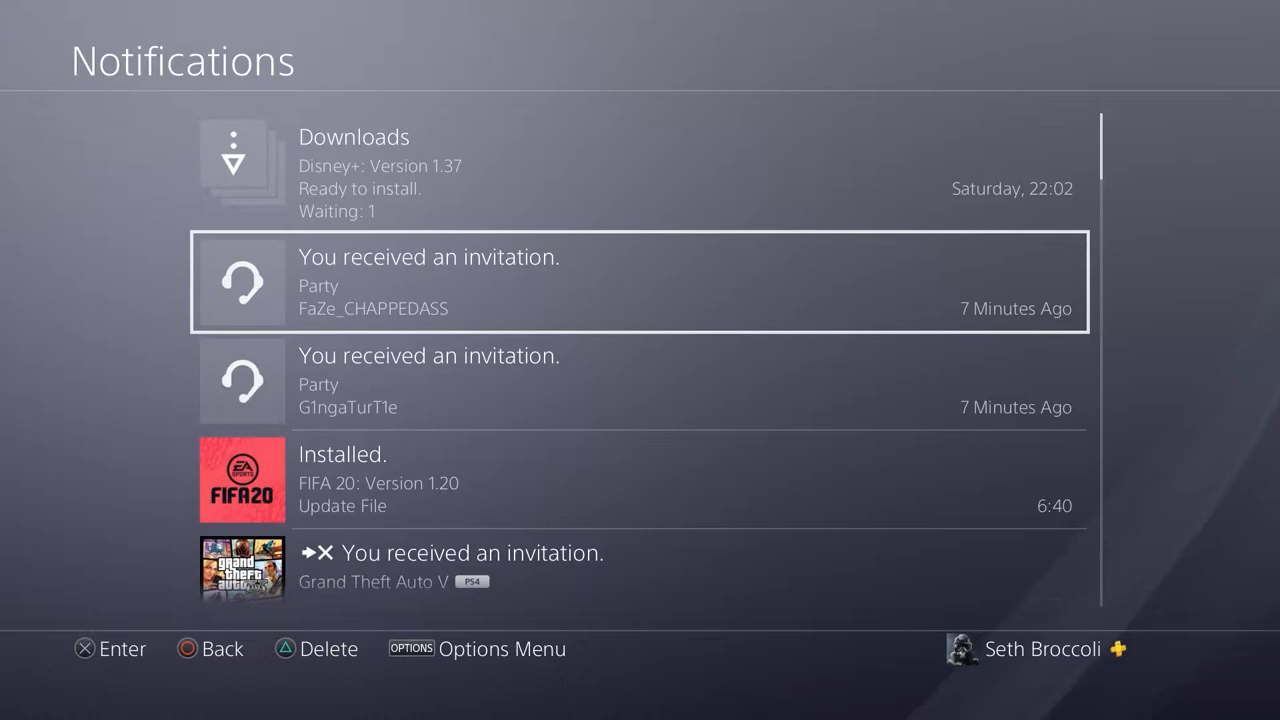 Notifications
Downloads
Disney+: Version 1.37
Ready to install.
Saturday, 22:02
Waiting: 1
You received an invitation.
Party
FaZe_CHAPPEDASS
7 Minutes Ago
You received an invitation.
Party
G1ngaTurT1e
7 Minutes Ago
EA
SPORTS
FIFA20
Installed.
FIFA 20: Version 1.20
Update File
6:40
grand
theft
auto
You received an invitation.
Grand Theft Auto V PS4
Enter
Back
Delete
OPTIONS Options Menu
Seth Broccoli